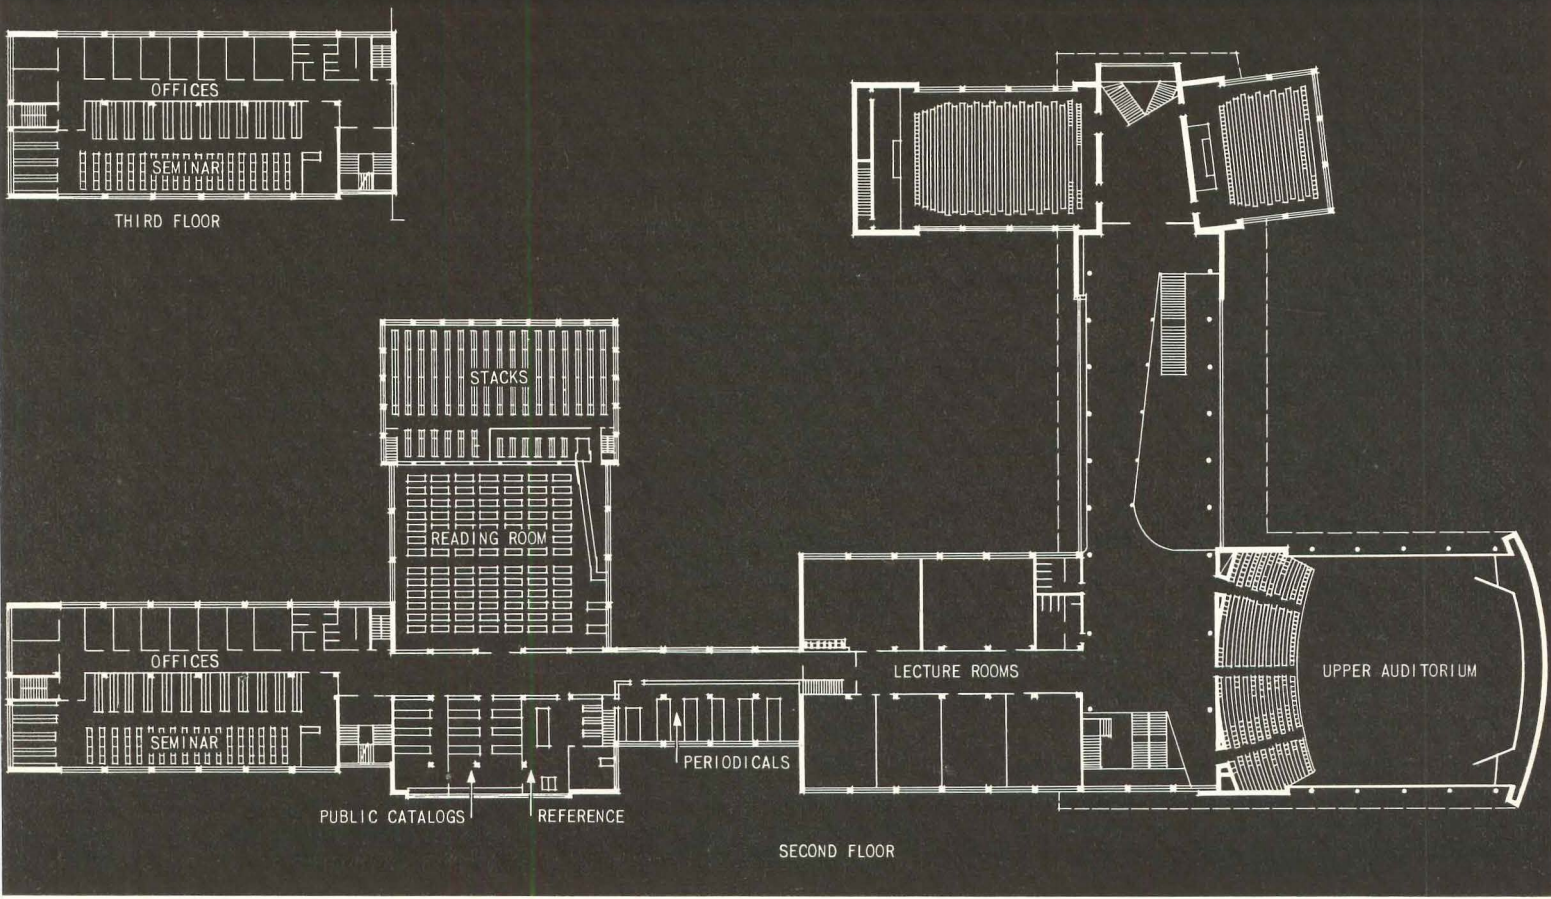 OFFICES
SEMINAR
THIRD FLOOR
STACKS
READING ROOM
OFFICES
SEMINAR
LECTURE ROOMS
UPPER AUDITORIUM
PERIODICALS
PUBLIC CATALOGS
REFERENCE
SECOND FLOOR